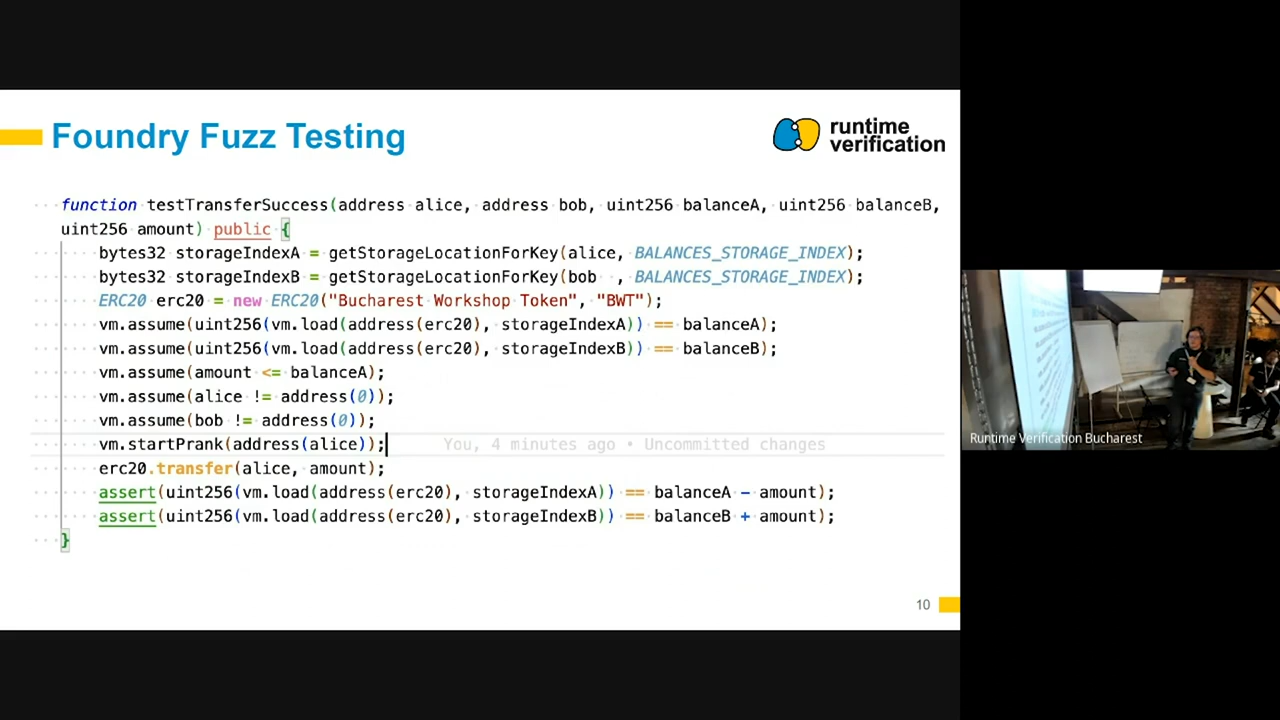 Foundry Fuzz Testing
runtime
verification
function testTransferSuccess(address alice, address bob, uint256 balanceA, uint256 balanceB,
uint256 amount) public {
bytes32 storageIndexA = getStorageLocationForKey(alice, BALANCES_STORAGE_INDEX);
bytes32 storageIndexB = getStorageLocationForKey(bob  , BALANCES_STORAGE_INDEX);
ERC20 erc20 = new ERC20("Bucharest Workshop Token", "BWT");
vm.assume(uint256(vm.load(address(erc20), storageIndexA)) == balanceA);
vm.assume(uint256(vm.load(address(erc20), storageIndexB)) == balanceB);
vm.assume(amount <= balanceA);
vm.assume(alice != address(0));
vm.assume(bob != address(0));
vm.startPrank(address(alice)); You, 4 minutes ago • Uncommitted changes
erc20.transfer(alice, amount);
assert(uint256(vm.load(address(erc20), storageIndexA)) == balanceA - amount);
assert(uint256(vm.load(address(erc20), storageIndexB)) == balanceB + amount);
}
10
Runtime Verification Bucharest